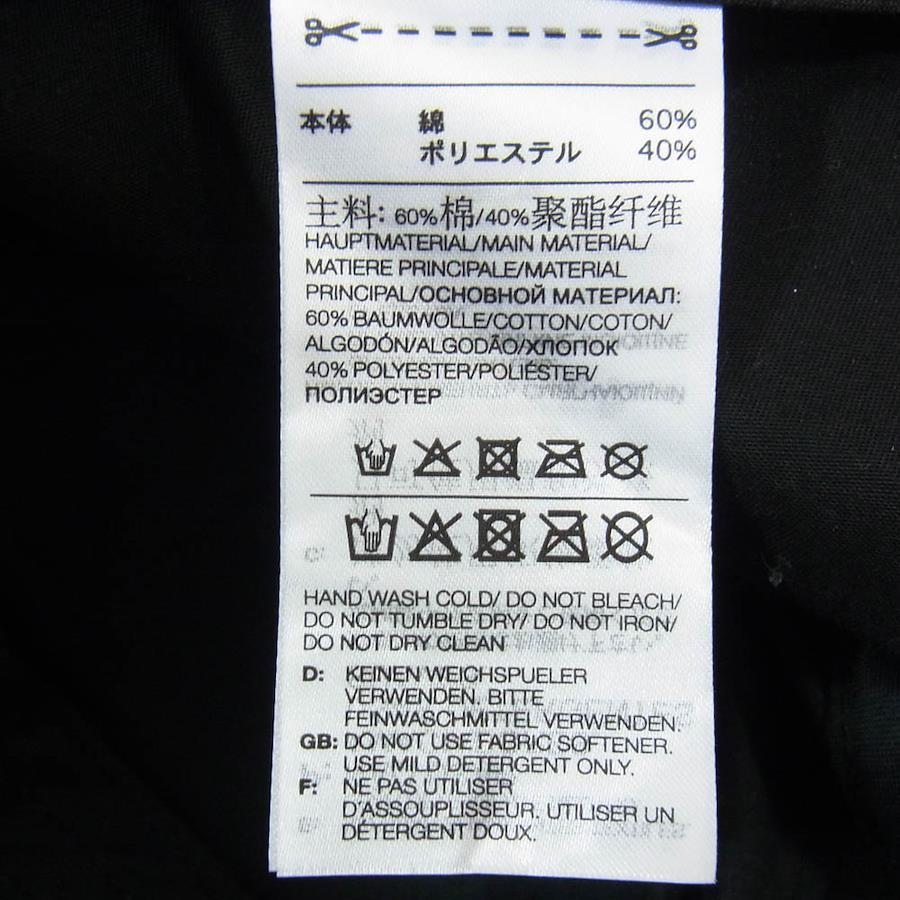 本体 綿 60%
ポリエステル 40%
主料: 60%棉/40%聚酯纤维
HAUPTMATERIAL/MAIN MATERIAL/
MATIERE PRINCIPALE/MATERIAL
PRINCIPAL/ОСНОВНОЙ МАТЕРИАЛ:
60% BAUMWOLLE/COTTON/COTON/
ALGODÓN/ALGODÃO/ХЛОПОК
40% POLYESTER/POLIÉSTER/
ПОЛИЭСТЕР
HAND WASH COLD/ DO NOT BLEACH/
DO NOT TUMBLE DRY/ DO NOT IRON/
DO NOT DRY CLEAN
D: KEINEN WEICHSPUELER
VERWENDEN. BITTE
FEINWASCHMITTEL VERWENDEN.
GB: DO NOT USE FABRIC SOFTENER.
USE MILD DETERGENT ONLY.
F: NE PAS UTILISER
D'ASSOUPLISSEUR. UTILISER UN
DÉTERGENT DOUX.